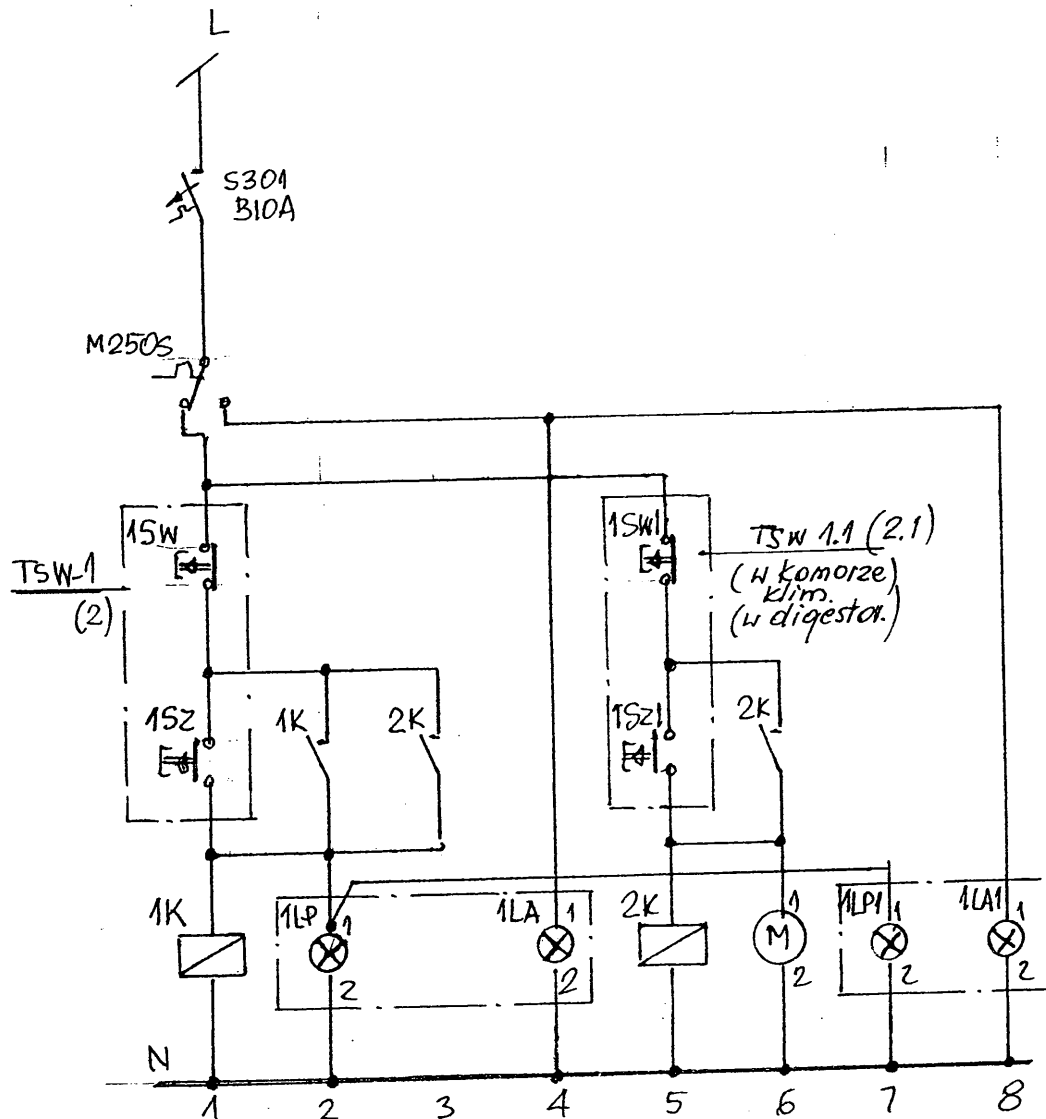 L
S301
B10A
M250S
1SW
TSW-1
(2)
1SW1
TSW 1.1 (2.1)
(w komorze)
klim.
(w digestor.)
1SZ
1K
2K
1SZ1
2K
1K
1LP
1
2
1LA
1
2
2K
M
1
2
1LP1
1
2
1LA1
1
2
N
1 2 3 4 5 6 7 8